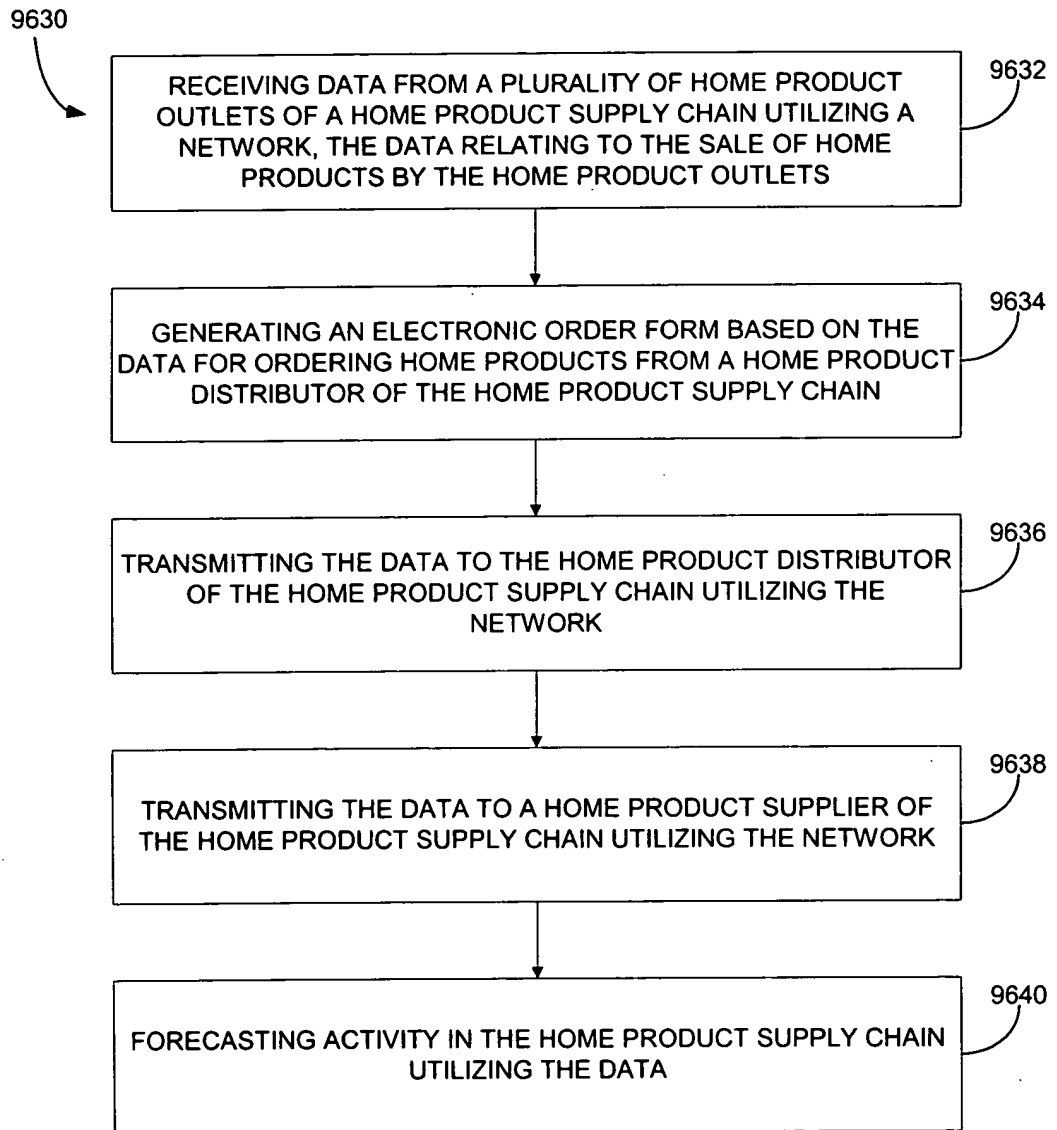 9630
RECEIVING DATA FROM A PLURALITY OF HOME PRODUCT
OUTLETS OF A HOME PRODUCT SUPPLY CHAIN UTILIZING A
NETWORK, THE DATA RELATING TO THE SALE OF HOME
PRODUCTS BY THE HOME PRODUCT OUTLETS
9632
GENERATING AN ELECTRONIC ORDER FORM BASED ON THE
DATA FOR ORDERING HOME PRODUCTS FROM A HOME PRODUCT
DISTRIBUTOR OF THE HOME PRODUCT SUPPLY CHAIN
9634
TRANSMITTING THE DATA TO THE HOME PRODUCT DISTRIBUTOR
OF THE HOME PRODUCT SUPPLY CHAIN UTILIZING THE
NETWORK
9636
TRANSMITTING THE DATA TO A HOME PRODUCT SUPPLIER OF
THE HOME PRODUCT SUPPLY CHAIN UTILIZING THE NETWORK
9638
FORECASTING ACTIVITY IN THE HOME PRODUCT SUPPLY CHAIN
UTILIZING THE DATA
9640